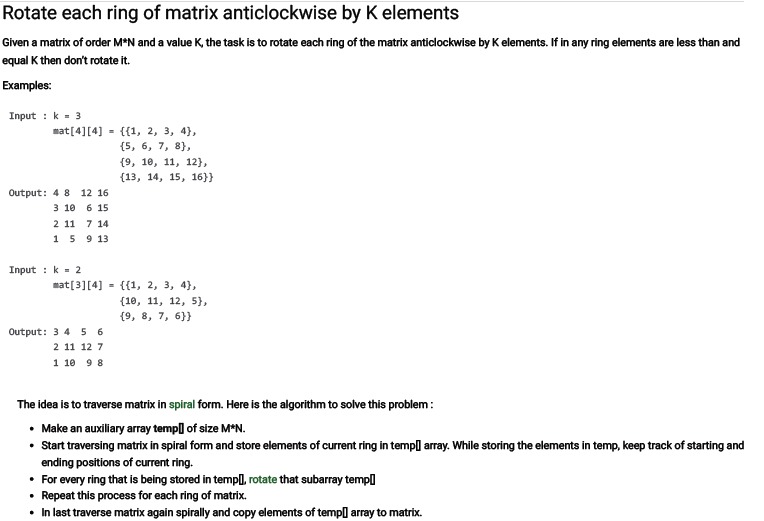 Rotate each ring of matrix anticlockwise by K elements
Given a matrix of order M*N and a value K, the task is to rotate each ring of the matrix anticlockwise by K elements. If in any ring elements are less than and
equal K then don't rotate it.
Examples:
Input : k = 3
mat[4][4] = {{1, 2, 3, 4},
{5, 6, 7, 8},
{9, 10, 11, 12},
{13, 14, 15, 16}}
Output: 4 8 12 16
3 10 6 15
2 11 7 14
1 5 9 13
Input : k = 2
mat[3][4] = {{1, 2, 3, 4},
{10, 11, 12, 5},
{9, 8, 7, 6}}
Output: 3 4 5 6
2 11 12 7
1 10 9 8
The idea is to traverse matrix in spiral form. Here is the algorithm to solve this problem :
• Make an auxiliary array temp[] of size M*N.
• Start traversing matrix in spiral form and store elements of current ring in temp[] array. While storing the elements in temp, keep track of starting and
ending positions of current ring.
• For every ring that is being stored in temp[], rotate that subarray temp[]
• Repeat this process for each ring of matrix.
• In last traverse matrix again spirally and copy elements of temp[] array to matrix.